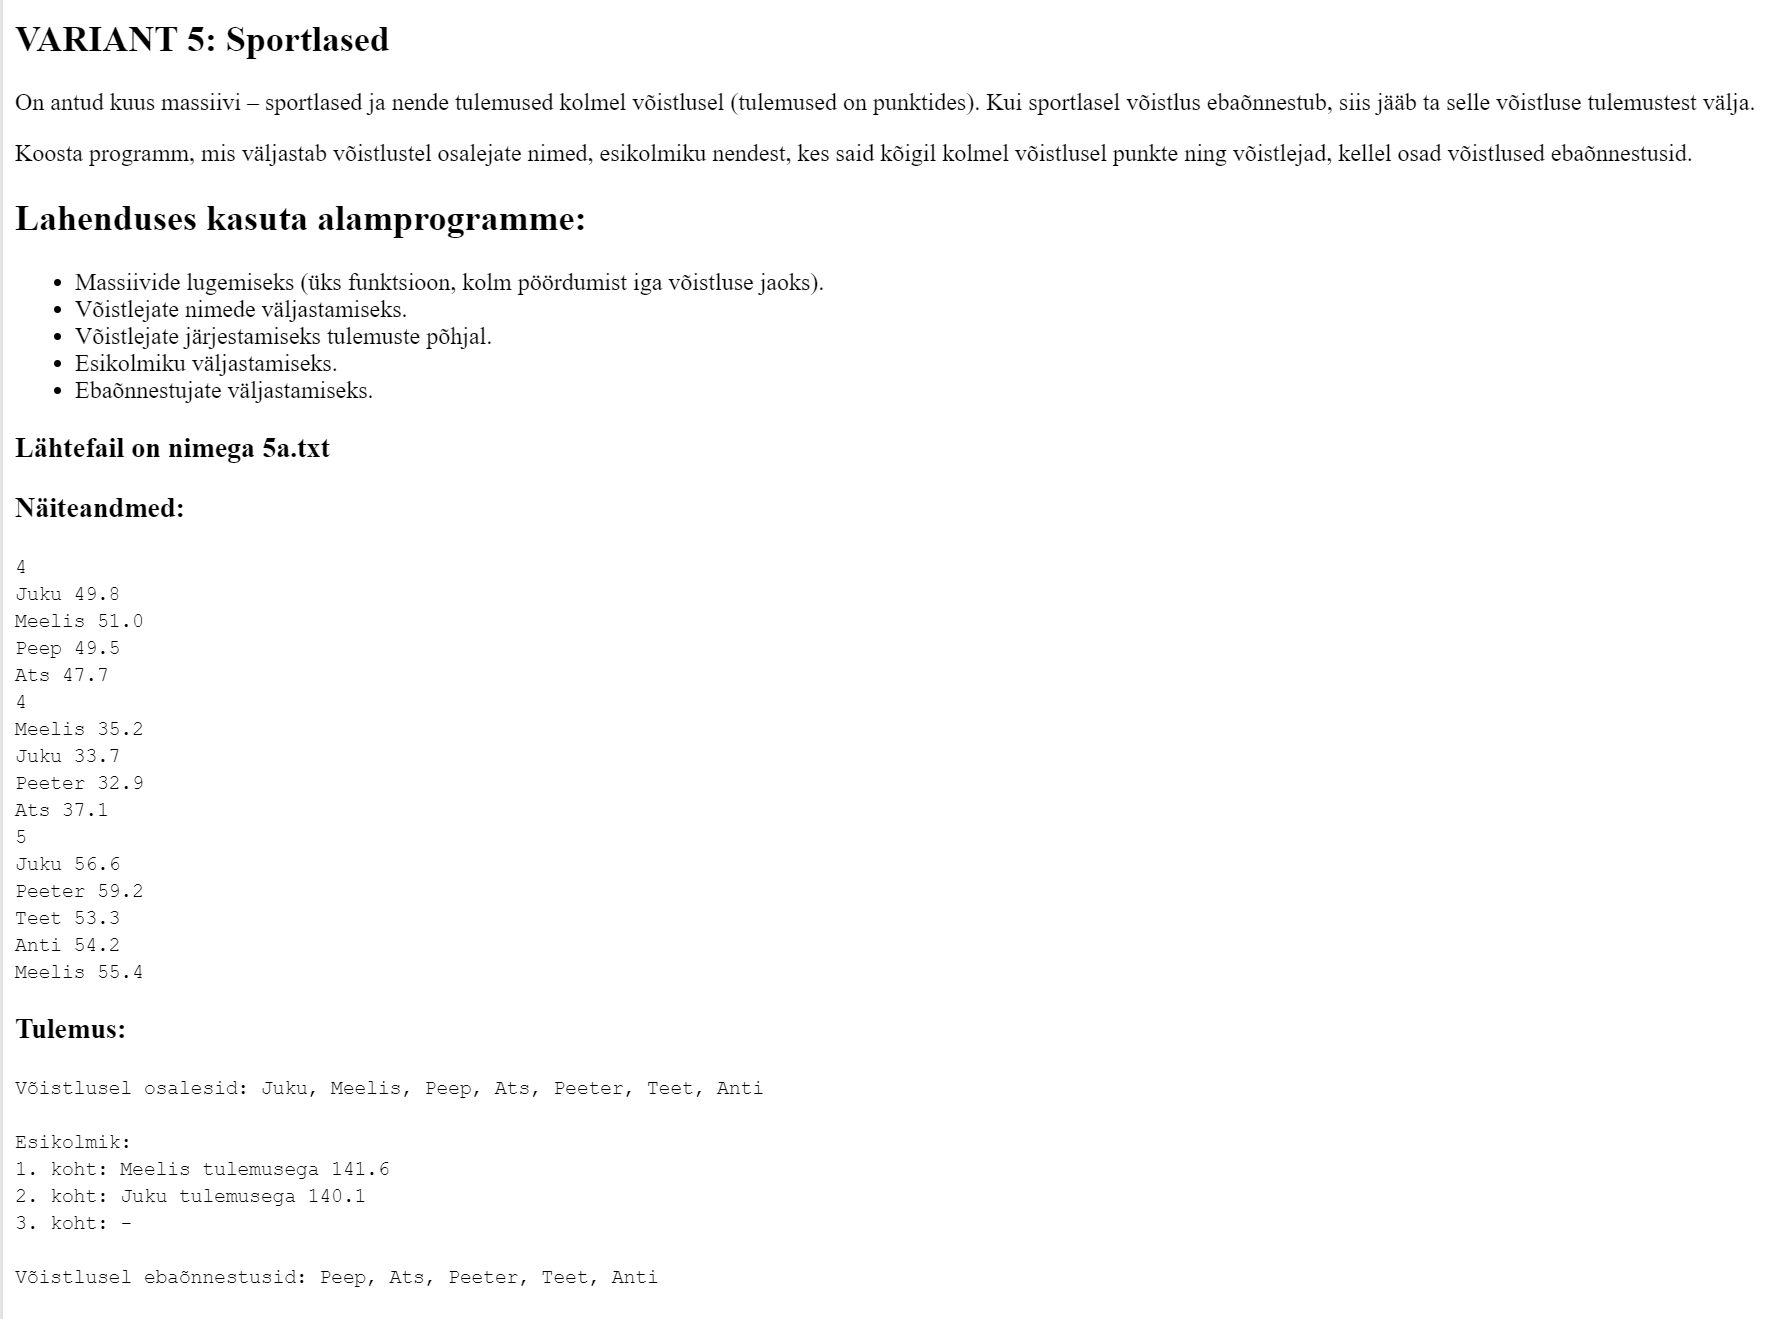 VARIANT 5: Sportlased
On antud kuus massiivi – sportlased ja nende tulemused kolmel võistlusel (tulemused on punktides). Kui sportlasel võistlus ebaõnnestub, siis jääb ta selle võistluse tulemustest välja.
Koosta programm, mis väljastab võistlustel osalejate nimed, esikolmiku nendest, kes said kõigil kolmel võistlusel punkte ning võistlejad, kellel osad võistlused ebaõnnestusid.
Lahenduses kasuta alamprogramme:
• Massiivide lugemiseks (üks funktsioon, kolm pöördumist iga võistluse jaoks).
• Võistlejate nimede väljastamiseks.
• Võistlejate järjestamiseks tulemuste põhjal.
• Esikolmiku väljastamiseks.
• Ebaõnnestujate väljastamiseks.
Lähtefail on nimega 5a.txt
Näiteandmed:
4
Juku 49.8
Meelis 51.0
Peep 49.5
Ats 47.7
4
Meelis 35.2
Juku 33.7
Peeter 32.9
Ats 37.1
5
Juku 56.6
Peeter 59.2
Teet 53.3
Anti 54.2
Meelis 55.4
Tulemus:
Võistlusel osalesid: Juku, Meelis, Peep, Ats, Peeter, Teet, Anti
Esikolmik:
1. koht: Meelis tulemusega 141.6
2. koht: Juku tulemusega 140.1
3. koht: -
Võistlusel ebaõnnestusid: Peep, Ats, Peeter, Teet, Anti